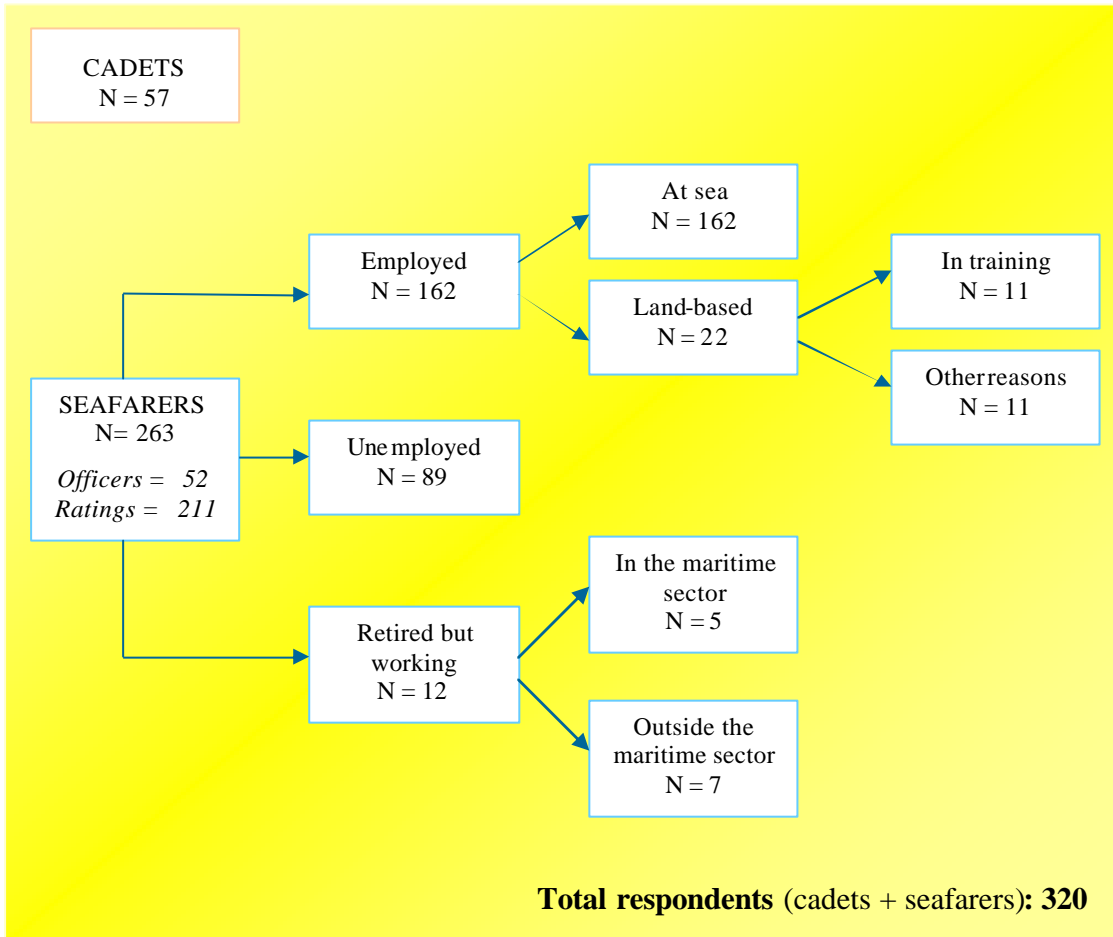 CADETS
N = 57
At sea
N = 162
Employed
N = 162
In training
N = 11
Land-based
N = 22
Other reasons
N = 11
SEAFARERS
N= 263
Officers = 52
Ratings = 211
Unemployed
N = 89
In the maritime
sector
N = 5
Retired but
working
N = 12
Outside the
maritime sector
N = 7
Total respondents (cadets + seafarers): 320